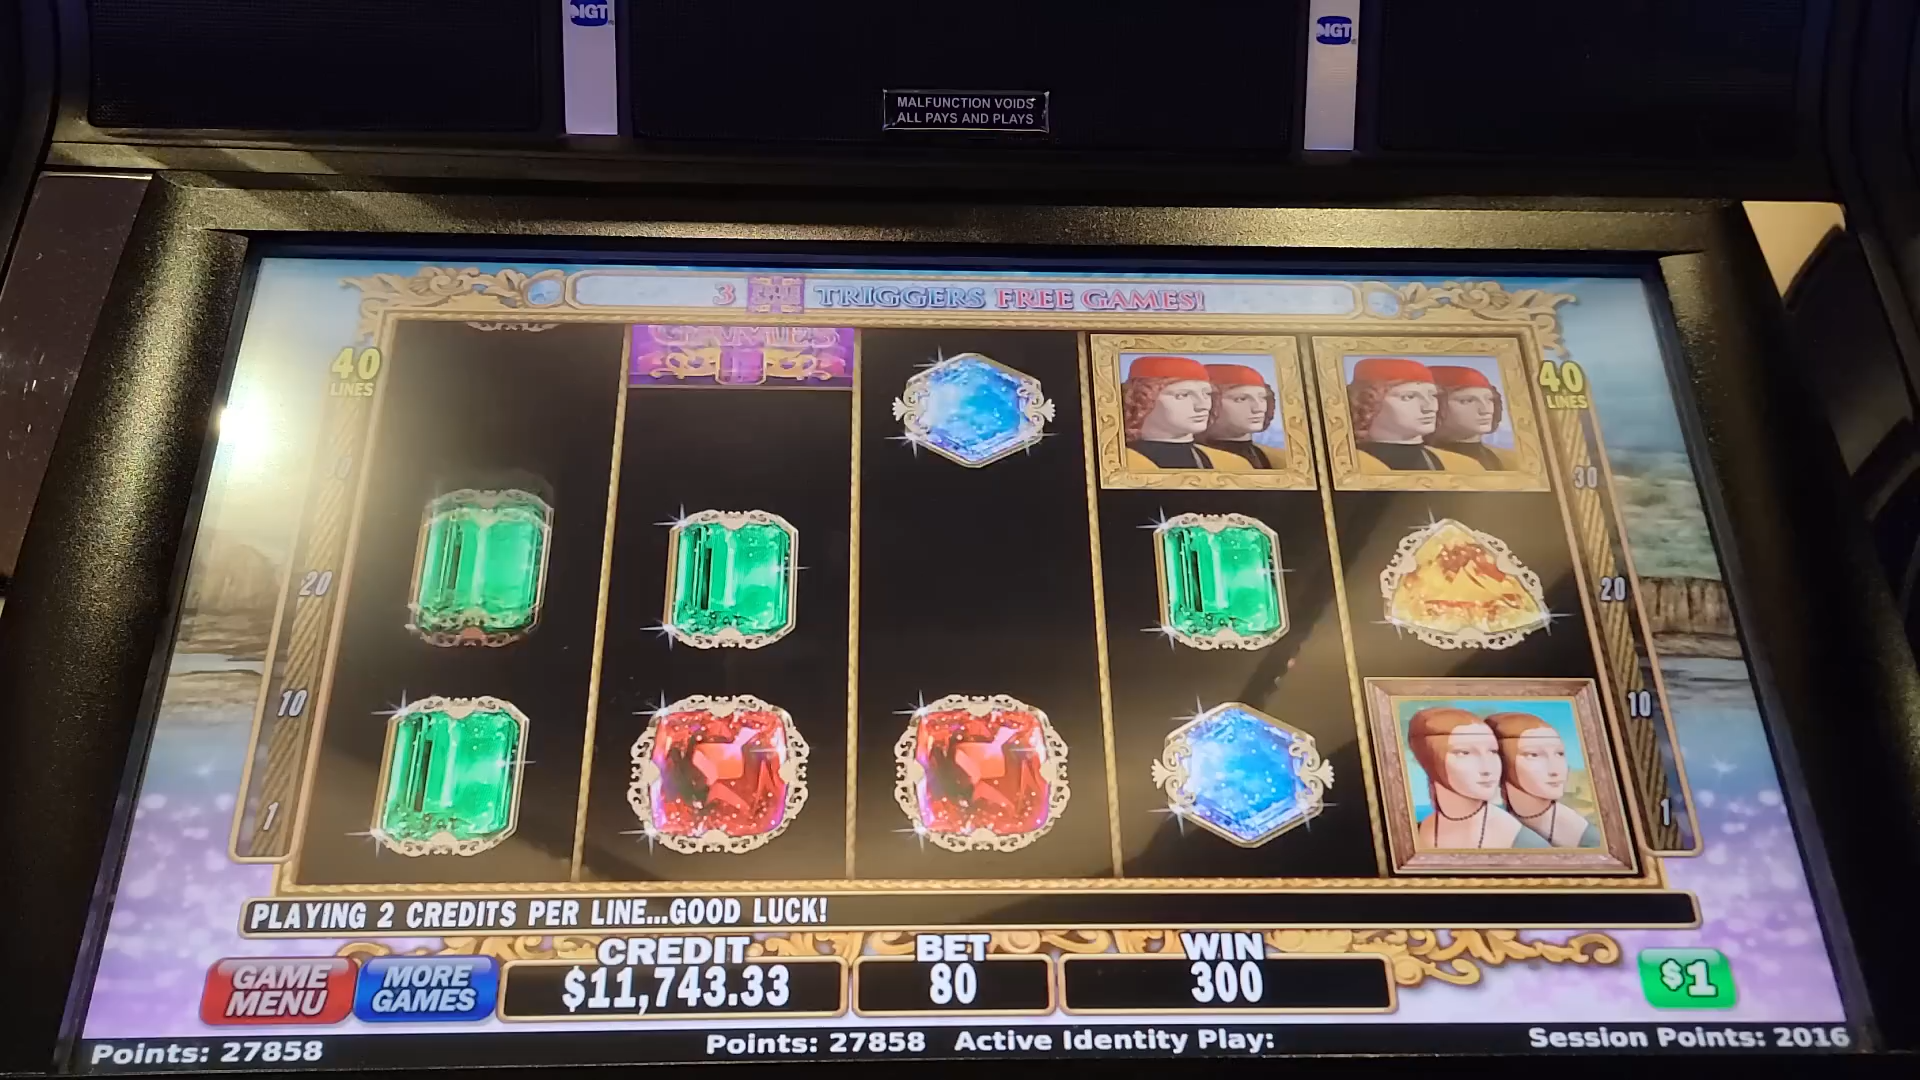 IGT
IGT
MALFUNCTION VOIDS
ALL PAYS AND PLAYS
3 TRIGGERS FREE GAMES!
40
LINES
40
LINES
30
20
20
10
10
1
1
PLAYING 2 CREDITS PER LINE...GOOD LUCK!
GAME
MENU
MORE
GAMES
CREDIT
$11,743.33
BET
80
WIN
300
$1
Points: 27858
Points: 27858 Active Identity Play:
Session Points: 2016